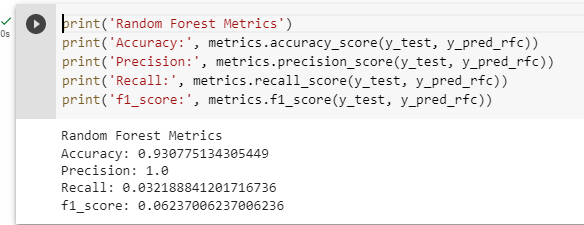 print('Random Forest Metrics')
print('Accuracy:', metrics.accuracy_score(y_test, y_pred_rfc))
print('Precision:', metrics.precision_score(y_test, y_pred_rfc))
print('Recall:', metrics.recall_score(y_test, y_pred_rfc))
print('f1_score:', metrics.f1_score(y_test, y_pred_rfc))
0s
Random Forest Metrics
Accuracy: 0.930775134305449
Precision: 1.0
Recall: 0.032188841201716736
f1_score: 0.06237006237006236